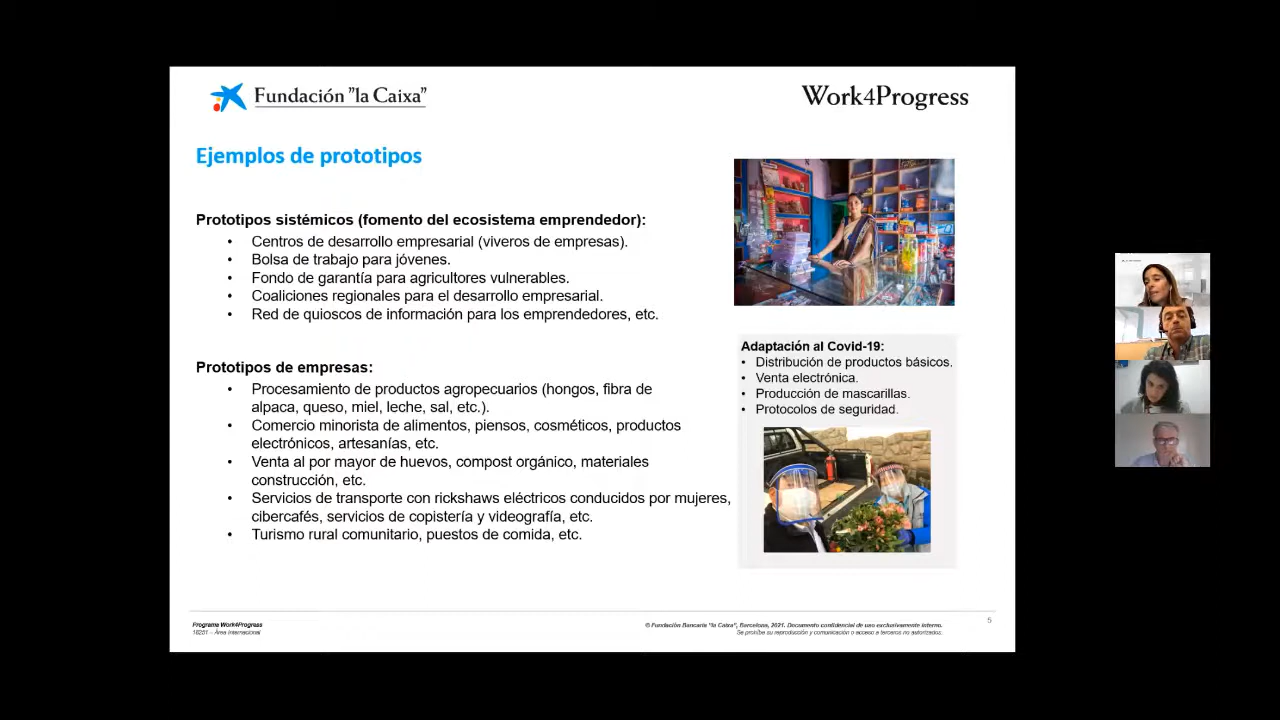 Fundación "la Caixa"
Work4Progress
Ejemplos de prototipos
Prototipos sistémicos (fomento del ecosistema emprendedor):
• Centros de desarrollo empresarial (viveros de empresas).
• Bolsa de trabajo para jóvenes.
• Fondo de garantía para agricultores vulnerables.
• Coaliciones regionales para el desarrollo empresarial.
• Red de quioscos de información para los emprendedores, etc.
Prototipos de empresas:
• Procesamiento de productos agropecuarios (hongos, fibra de
alpaca, queso, miel, leche, sal, etc.).
• Comercio minorista de alimentos, piensos, cosméticos, productos
electrónicos, artesanías, etc.
• Venta al por mayor de huevos, compost orgánico, materiales
construcción, etc.
• Servicios de transporte con rickshaws eléctricos conducidos por mujeres,
cibercafés, servicios de copistería y videografía, etc.
• Turismo rural comunitario, puestos de comida, etc.
Adaptación al Covid-19:
• Distribución de productos básicos.
• Venta electrónica.
• Producción de mascarillas.
• Protocolos de seguridad.
Programa Work4Progress
16251 – Área Internacional
© Fundación Bancaria "la Caixa", Barcelona, 2021. Documento confidencial de uso exclusivamente interno.
Se prohíbe su reproducción y comunicación o acceso a terceros no autorizados.
5